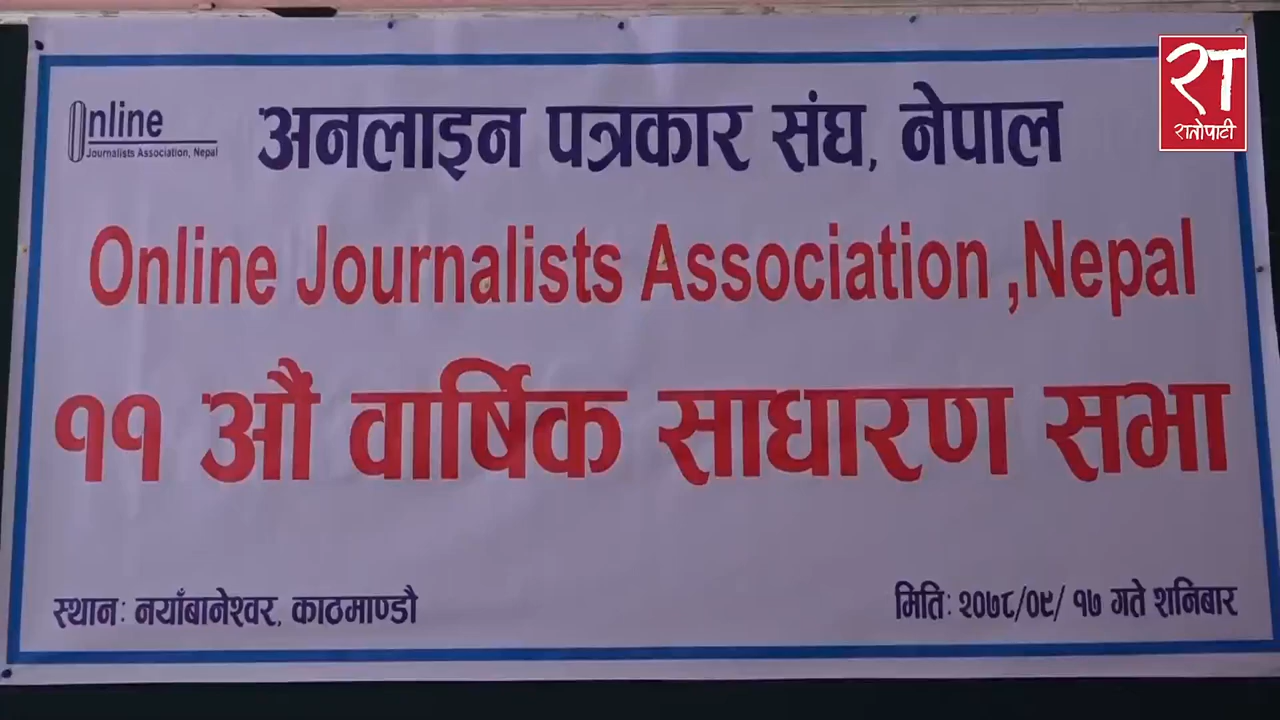 Online
Journalists Association, Nepal
अनलाइन पत्रकार संघ, नेपाल
रा
रातोपाटी
Online Journalists Association ,Nepal
११ औं वार्षिक साधारण सभा
स्थान: नयाँबानेश्वर, काठमाण्डौ
मिति: २०७८/०९/ १७ गते शनिबार